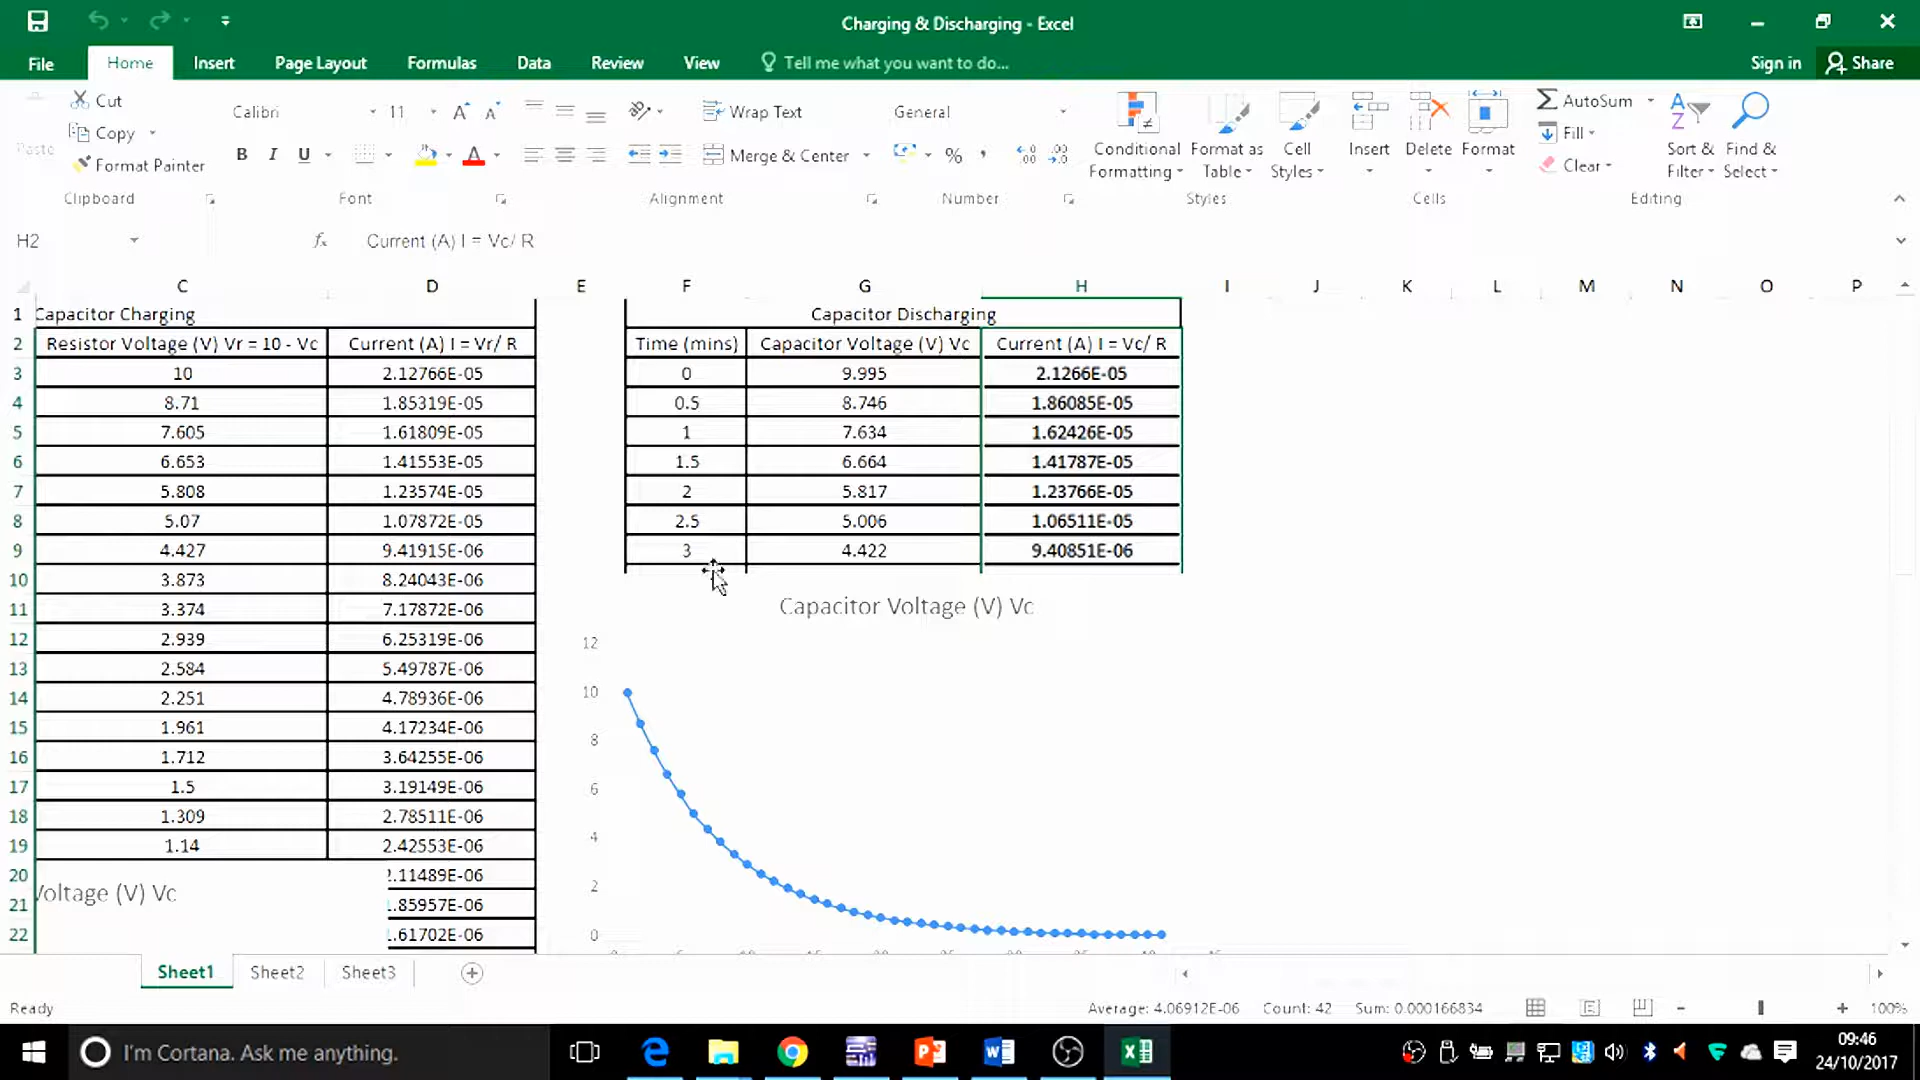 Charging & Discharging - Excel
File Home Insert Page Layout Formulas Data Review View Tell me what you want to do... Sign in Share
Cut
Copy
Paste
Format Painter
Clipboard
Calibri 11
B I U
Font
Wrap Text
Merge & Center
Alignment
General
%
Number
Conditional Formatting
Format as Table
Cell Styles
Styles
Insert Delete Format
Cells
AutoSum
Fill
Clear
Sort & Filter
Find & Select
Editing
H2 fx Current (A) I = Vc/ R
C D E F G H I J K L M N O P
1 Capacitor Charging Capacitor Discharging
2 Resistor Voltage (V) Vr = 10 - Vc Current (A) I = Vr/ R Time (mins) Capacitor Voltage (V) Vc Current (A) I = Vc/ R
3 10 2.12766E-05 0 9.995 2.1266E-05
4 8.71 1.85319E-05 0.5 8.746 1.86085E-05
5 7.605 1.61809E-05 1 7.634 1.62426E-05
6 6.653 1.41553E-05 1.5 6.664 1.41787E-05
7 5.808 1.23574E-05 2 5.817 1.23766E-05
8 5.07 1.07872E-05 2.5 5.006 1.06511E-05
9 4.427 9.41915E-06 3 4.422 9.40851E-06
10 3.873 8.24043E-06
11 3.374 7.17872E-06
12 2.939 6.25319E-06
13 2.584 5.49787E-06
14 2.251 4.78936E-06
15 1.961 4.17234E-06
16 1.712 3.64255E-06
17 1.5 3.19149E-06
18 1.309 2.78511E-06
19 1.14 2.42553E-06
20 .11489E-06
21 .85957E-06
22 .61702E-06
Voltage (V) Vc
Capacitor Voltage (V) Vc
12
10
8
6
4
2
0
Sheet1 Sheet2 Sheet3
Ready Average: 4.06912E-06 Count: 42 Sum: 0.000166834 100%
I'm Cortana. Ask me anything.
09:46
24/10/2017